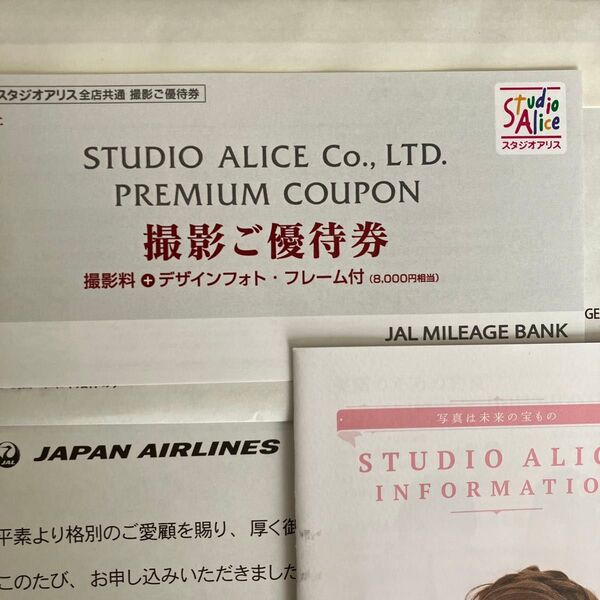 スタジオアリス全店共通 撮影ご優待券
Studio
Alice
スタジオアリス
STUDIO ALICE Co., LTD.
PREMIUM COUPON
撮影ご優待券
撮影料+デザインフォト・フレーム付(8,000円相当)
GE
JAL MILEAGE BANK
写真は未来の宝もの
STUDIO ALIC
INFORMATIO
JAL
JAPAN AIRLINES
平素より格別のご愛顧を賜り、厚く御
このたび、お申し込みいただきました